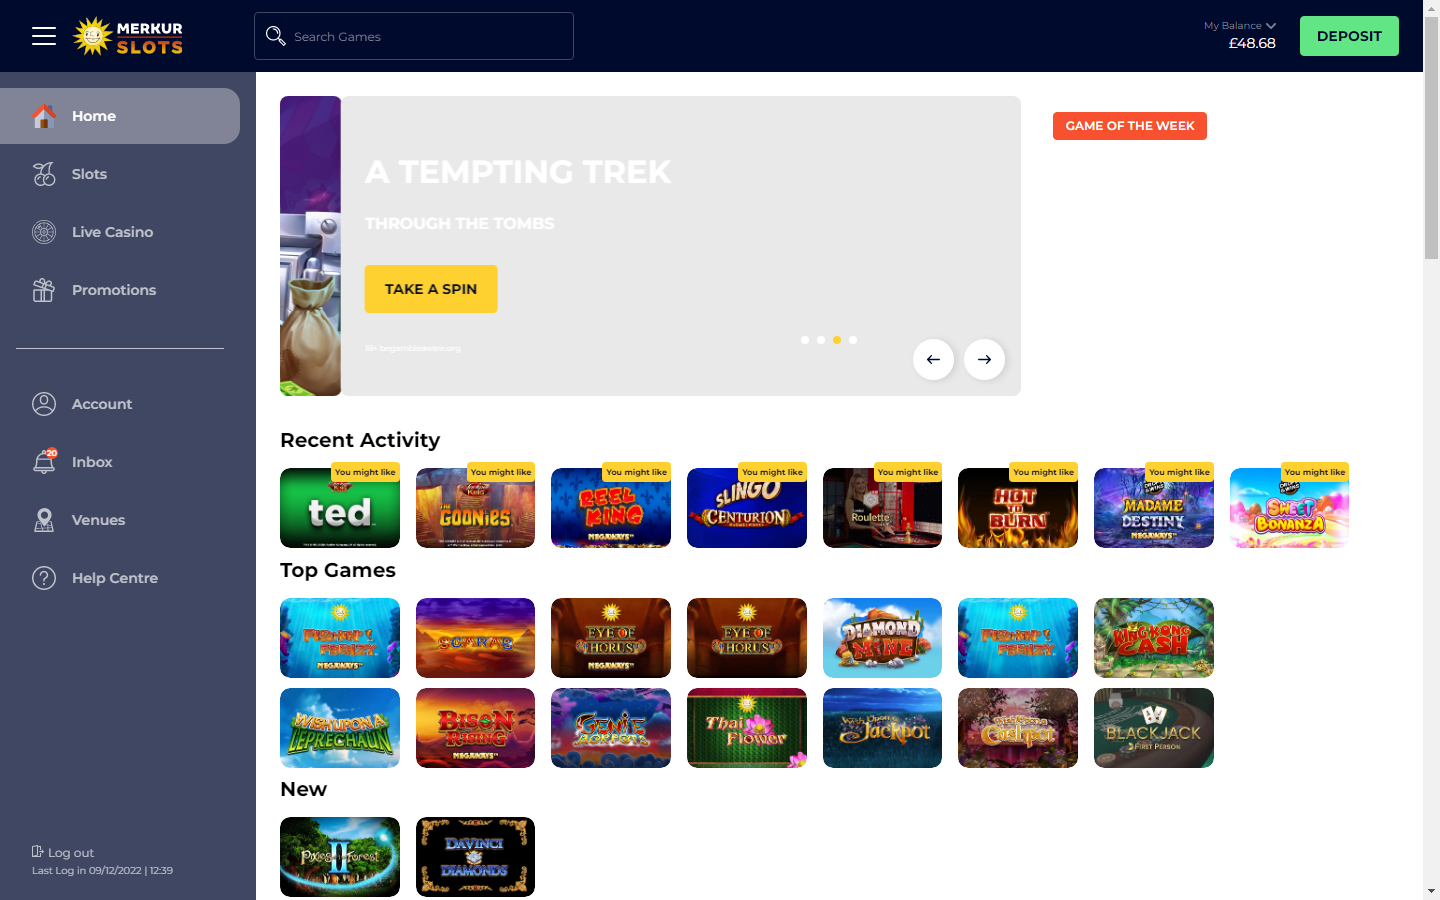 MERKUR
SLOTS
Search Games
My Balance
£48.68
DEPOSIT
Home
Slots
Live Casino
Promotions
Account
20
Inbox
Venues
Help Centre
Log out
Last Log in 09/12/2022 | 12:39
A TEMPTING TREK
THROUGH THE TOMBS
TAKE A SPIN
18+ begambleaware.org
GAME OF THE WEEK
Recent Activity
You might like
You might like
You might like
You might like
You might like
You might like
You might like
You might like
ted
THE GOONIES
REEL KING
MEGAWAYS
SLINGO
CENTURION
Roulette
HOT TO BURN
MADAME DESTINY
MEGAWAYS
SWEET BONANZA
Top Games
FISHIN' FRENZY
MEGAWAYS
SCARAB
EYE OF HORUS
MEGAWAYS
EYE OF HORUS
DIAMOND MINE
FISHIN' FRENZY
KING KONG CASH
WISH UPON A LEPRECHAUN
BISON RISING
MEGAWAYS
GENIE JACKPOTS
Thai Flower
Wish Upon a Jackpot
Cashpot
BLACKJACK
FIRST PERSON
New
Pixies of the Forest II
DAVINCI DIAMONDS